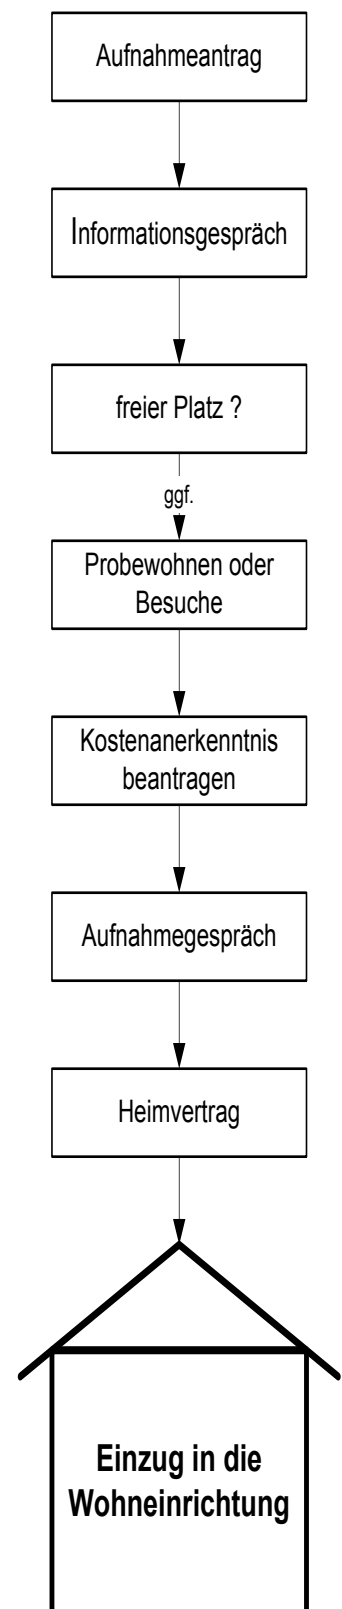 Aufnahmeantrag
Informationsgespräch
freier Platz ?
ggf.
Probewohnen oder
Besuche
Kostenanerkenntnis
beantragen
Aufnahmegespräch
Heimvertrag
Einzug in die
Wohneinrichtung